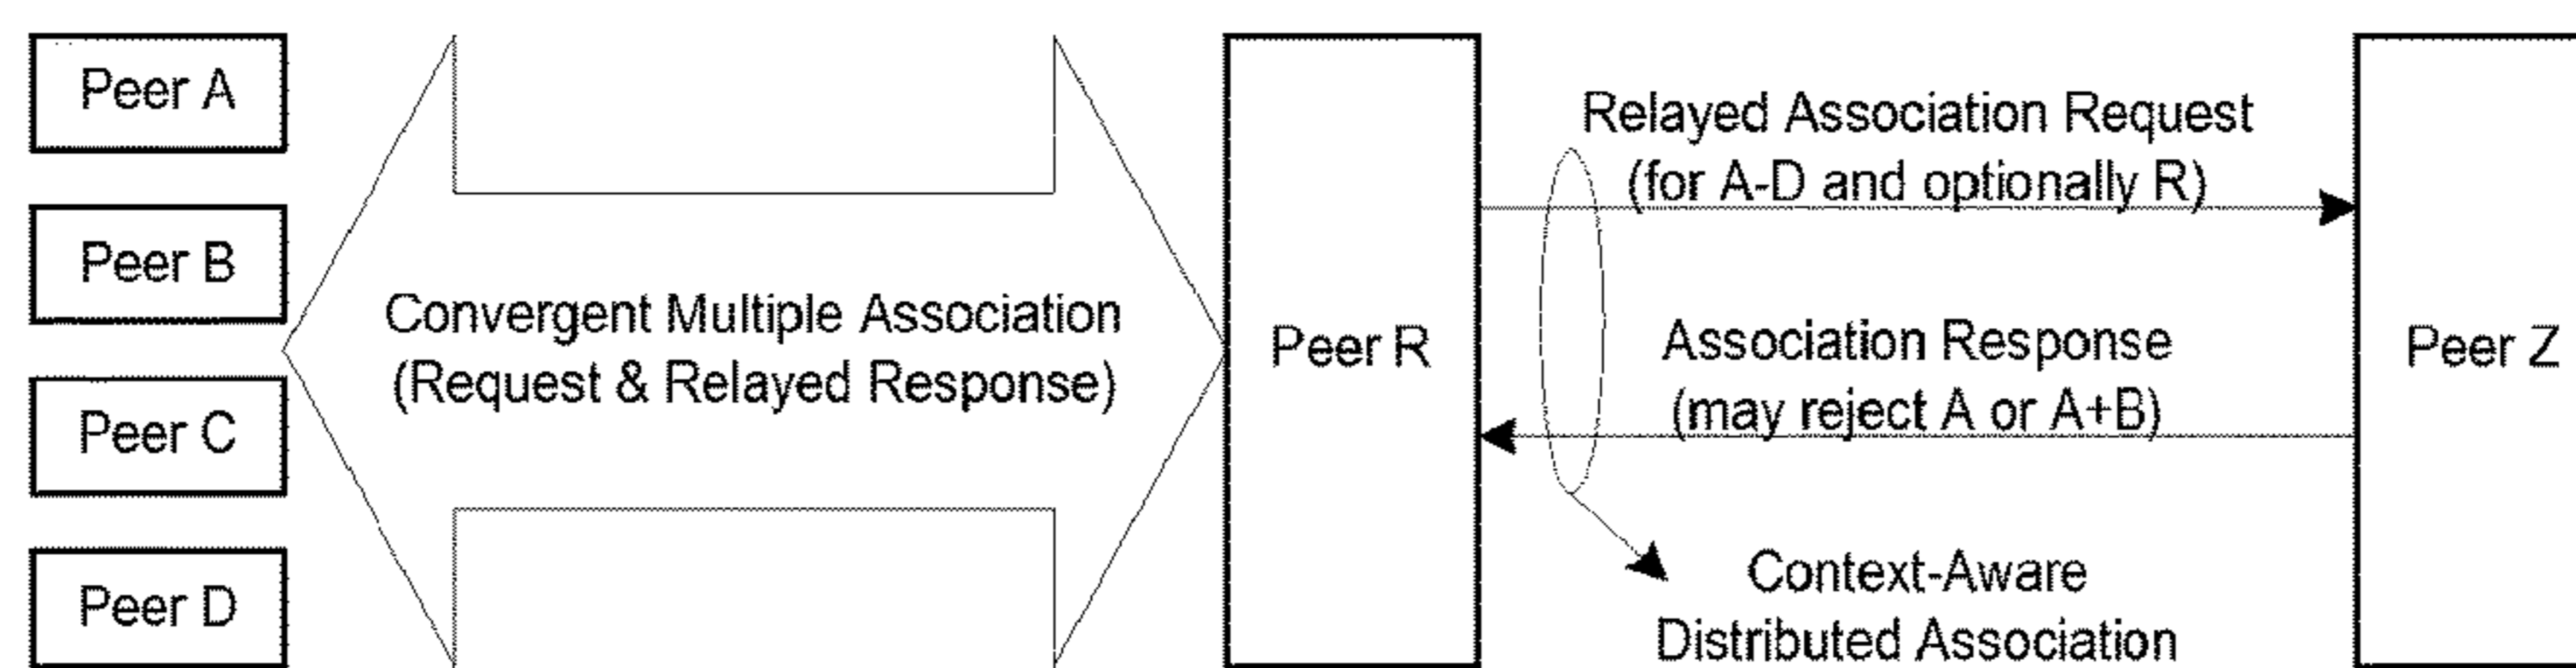 Peer A
Peer B
Peer C
Peer D
Convergent Multiple Association
(Request & Relayed Response)
Peer R
Relayed Association Request
(for A-D and optionally R)
Association Response
(may reject A or A+B)
Context-Aware
Distributed Association
Peer Z